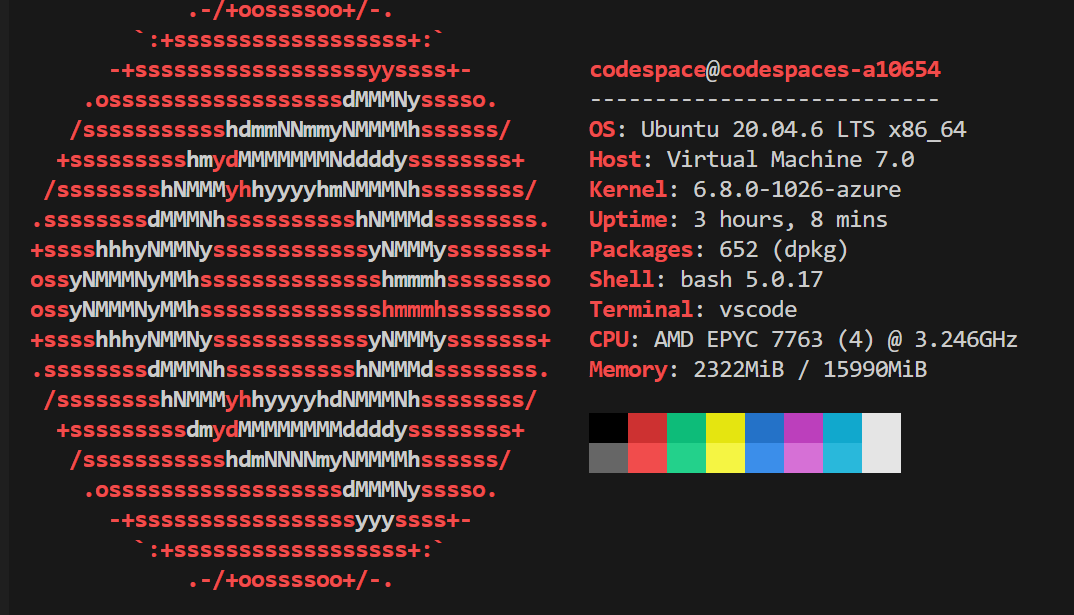 .-/+oossssoo+/-.
`:+ssssssssssssssssss+:`
-+ssssssssssssssssssyyssss+-
.ossssssssssssssssssdMMMNysssso.
/ssssssssssshdmmNNmmyNMMMMhssssss/
+ssssssssshmydMMMMMMMNddddyssssssss+
/sssssssshNMMMyhhyyyyhmNMMMNhssssssss/
.ssssssssdMMMNhsssssssssshNMMMdssssssss.
+sssshhhyNMMNyssssssssssssyNMMMysssssss+
ossyNMMMNyMMhsssssssssssssshmmmhssssssso
ossyNMMMNyMMhsssssssssssssshmmmhssssssso
+sssshhhyNMMNyssssssssssssyNMMMysssssss+
.ssssssssdMMMNhsssssssssshNMMMdssssssss.
/sssssssshNMMMyhhyyyyhdNMMMNhssssssss/
+sssssssssdmydMMMMMMMMddddyssssssss+
/ssssssssssshdmNNNNmyNMMMMhssssss/
.ossssssssssssssssssdMMMNysssso.
-+sssssssssssssssssyyyssss+-
`:+ssssssssssssssssss+:`
.-/+oossssoo+/-.
codespace@codespaces-a10654
---------------------------
OS: Ubuntu 20.04.6 LTS x86_64
Host: Virtual Machine 7.0
Kernel: 6.8.0-1026-azure
Uptime: 3 hours, 8 mins
Packages: 652 (dpkg)
Shell: bash 5.0.17
Terminal: vscode
CPU: AMD EPYC 7763 (4) @ 3.246GHz
Memory: 2322MiB / 15990MiB